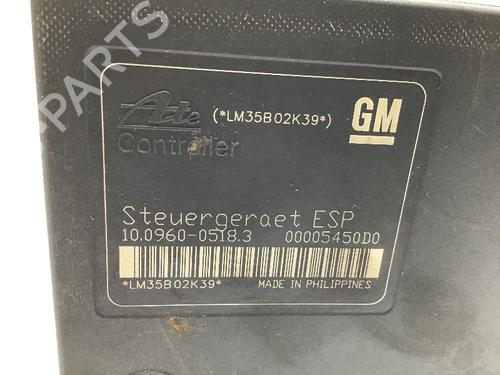 PARTS
Ate (*LM35B02K39*) GM
Controller
Steuergeraet ESP
10.0960-0518.3 00005450D0
*LM35B02K39* MADE IN PHILIPPINES